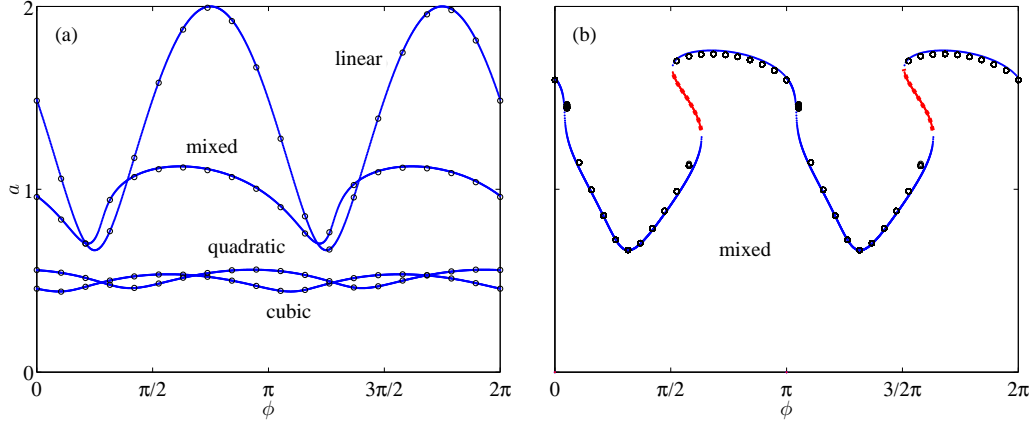 2
(a)
linear
mixed
1
a
quadratic
cubic
0
0
π/2
π
3π/2
2π
ϕ
(b)
mixed
0
π/2
π
3/2π
2π
ϕ